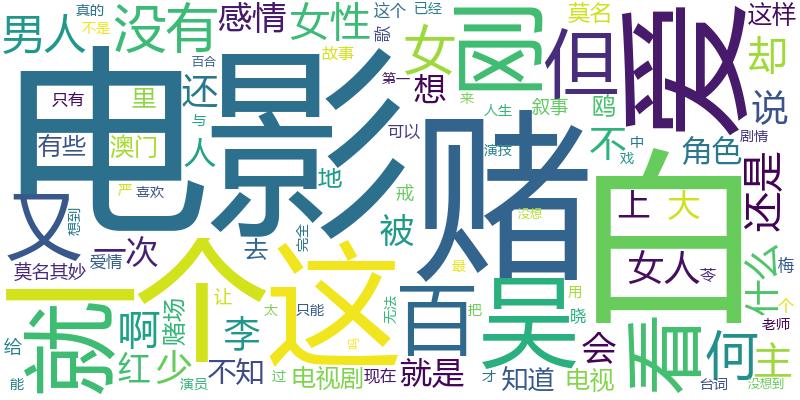 真的 这个 已经
男人 没有 感情 女性 这 莫名 这样
不是 故事
百合 第一 女 剧 但 爱 却
只有 里 还 想 来 叙事 鸥 说
与 人生
有些 澳门 电影 可以 不 中 剧情
人 演技 戏 角色
严 喜欢 地 戒 赌 白 还是
又 想到 被 没想 上 大
一次 去 完全
爱情 女人 什么 梅
莫名其妙 最 苓
一个 这 百 吴 用 个
让 太 只能 无法 把 晓
就 啊 赌场 李 会 看 何 主 老师
给 红 少 不知 电视剧 现在 就是 才 知道 电视
能 演员 过 台词 没想到